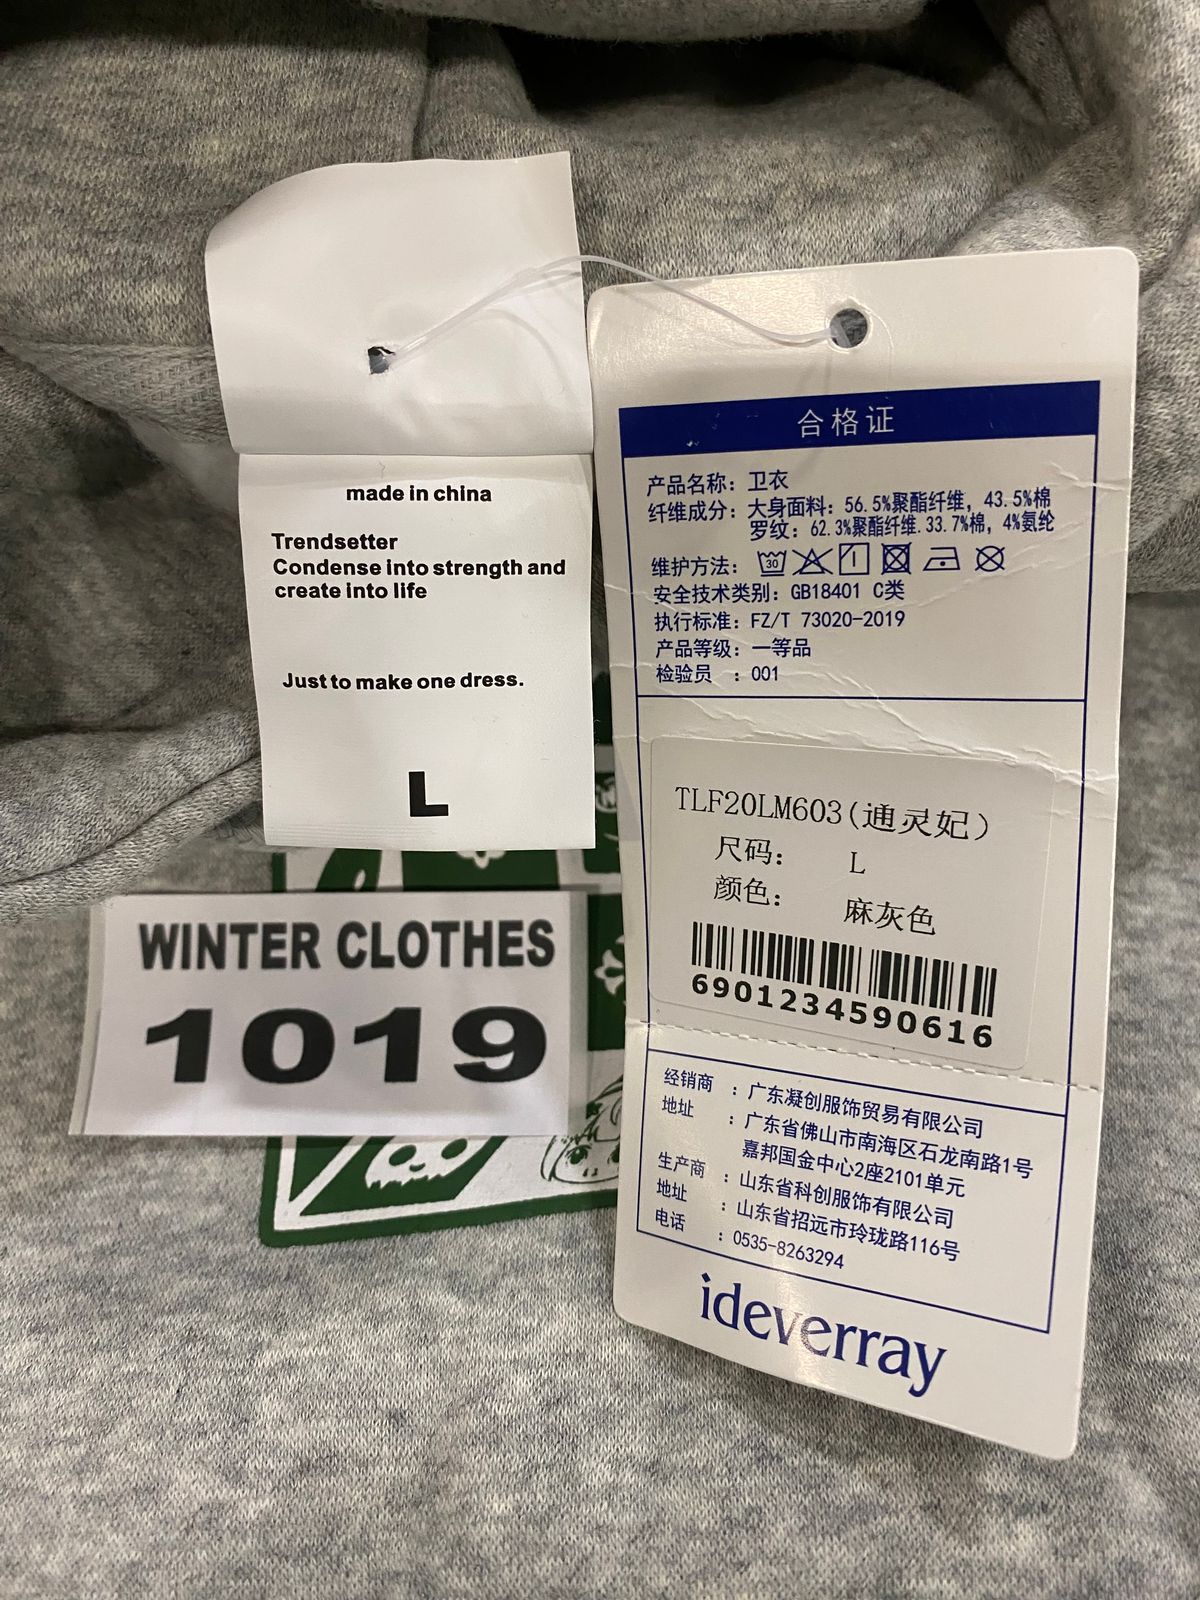 made in china
Trendsetter
Condense into strength and
create into life
Just to make one dress.
L
WINTER CLOTHES
1019
合格证
产品名称：卫衣
纤维成分：大身面料：56.5%聚酯纤维，43.5%棉
罗纹：62.3%聚酯纤维.33.7%棉，4%氨纶
维护方法：30
安全技术类别：GB18401 C类
执行标准：FZ/T 73020-2019
产品等级：一等品
检验员：001
TLF20LM603(通灵妃)
尺码： L
颜色： 麻灰色
6901234590616
经销商：广东凝创服饰贸易有限公司
地址：广东省佛山市南海区石龙南路1号
嘉邦国金中心2座2101单元
生产商：山东省科创服饰有限公司
地址：山东省招远市玲珑路116号
电话：0535-8263294
ideverray